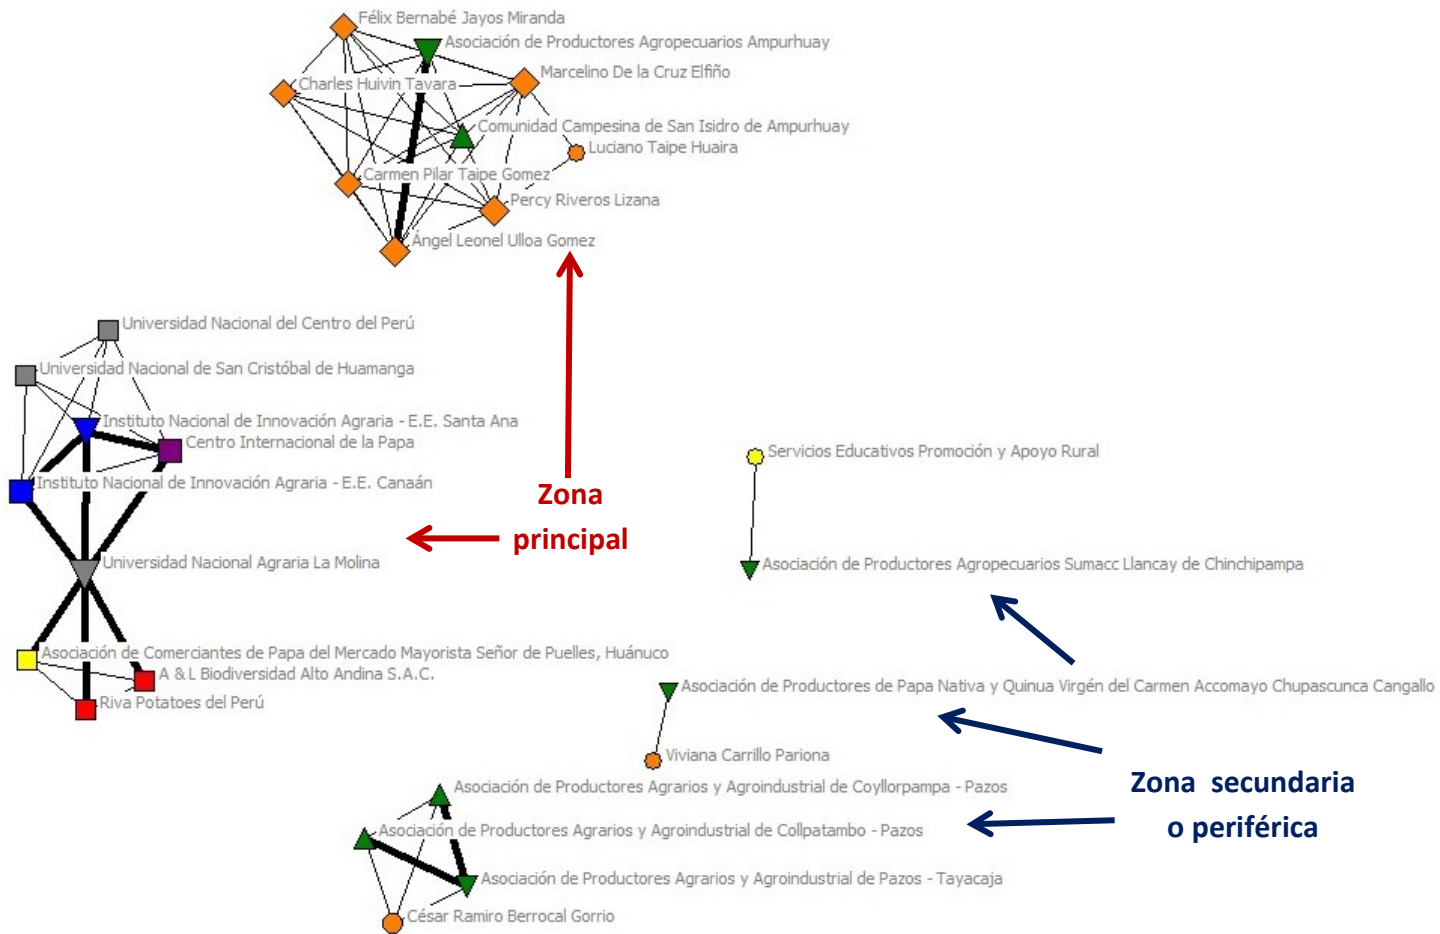 Félix Bernabé Jayos Miranda
Asociación de Productores Agropecuarios Ampurhuay
Marcelino De la Cruz Elfiño
Charles Huivin Tavara
Comunidad Campesina de San Isidro de Ampurhuay
Luciano Taipe Huaira
Carmen Pilar Taipe Gomez
Percy Riveros Lizana
Ángel Leonel Ulloa Gomez
Universidad Nacional del Centro del Perú
Universidad Nacional de San Cristóbal de Huamanga
Instituto Nacional de Innovación Agraria - E.E. Santa Ana
Centro Internacional de la Papa
Instituto Nacional de Innovación Agraria - E.E. Canaán
Zona
principal
Universidad Nacional Agraria La Molina
Asociación de Comerciantes de Papa del Mercado Mayorista Señor de Puelles, Huánuco
A & L Biodiversidad Alto Andina S.A.C.
Riva Potatoes del Perú
Servicios Educativos Promoción y Apoyo Rural
Asociación de Productores Agropecuarios Sumacc Llancay de Chinchipampa
Asociación de Productores de Papa Nativa y Quinua Virgén del Carmen Accomayo Chupascunca Cangallo
Viviana Carrillo Pariona
Zona secundaria
o periférica
Asociación de Productores Agrarios y Agroindustrial de Coyllorpampa - Pazos
Asociación de Productores Agrarios y Agroindustrial de Collpatambo - Pazos
Asociación de Productores Agrarios y Agroindustrial de Pazos - Tayacaja
César Ramiro Berrocal Gorrio